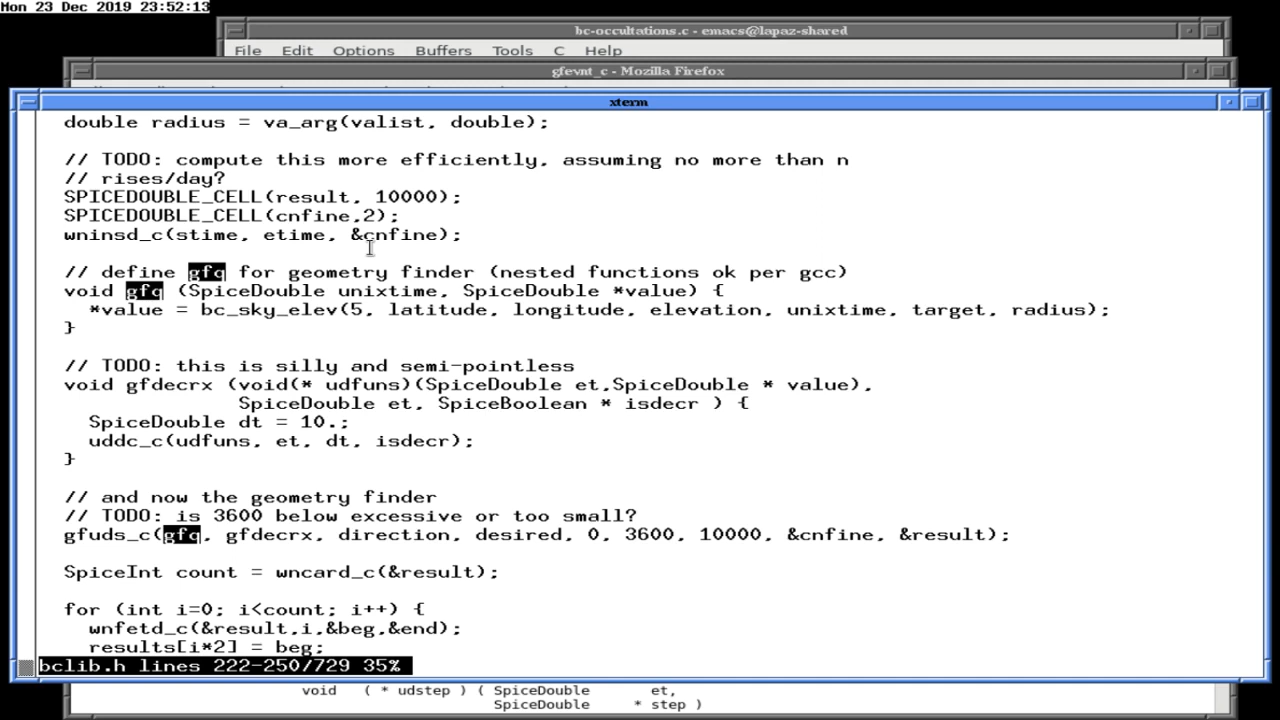 Mon 23 Dec 2019 23:52:13
bc-occultations.c - emacs@lapaz-shared
File Edit Options Buffers Tools C Help
gfevnt_c - Mozilla Firefox
xterm
double radius = va_arg(valist, double);
// TODO: compute this more efficiently, assuming no more than n
// rises/day?
SPICEDOUBLE_CELL(result, 10000);
SPICEDOUBLE_CELL(cnfine,2);
wninsd_c(stime, etime, &cnfine);
// define gfq for geometry finder (nested functions ok per gcc)
void gfq (SpiceDouble unixtime, SpiceDouble *value) {
*value = bc_sky_elev(5, latitude, longitude, elevation, unixtime, target, radius);
}
// TODO: this is silly and semi-pointless
void gfdecrx (void(* udfuns)(SpiceDouble et,SpiceDouble * value),
SpiceDouble et, SpiceBoolean * isdecr ) {
SpiceDouble dt = 10.;
uddc_c(udfuns, et, dt, isdecr);
}
// and now the geometry finder
// TODO: is 3600 below excessive or too small?
gfuds_c(gfq, gfdecrx, direction, desired, 0, 3600, 10000, &cnfine, &result);
SpiceInt count = wncard_c(&result);
for (int i=0; i<count; i++) {
wnfetd_c(&result,i,&beg,&end);
results[i*2] = beg;
bclib.h lines 222-250/729 35%
void ( * udstep ) ( SpiceDouble et,
SpiceDouble * step )